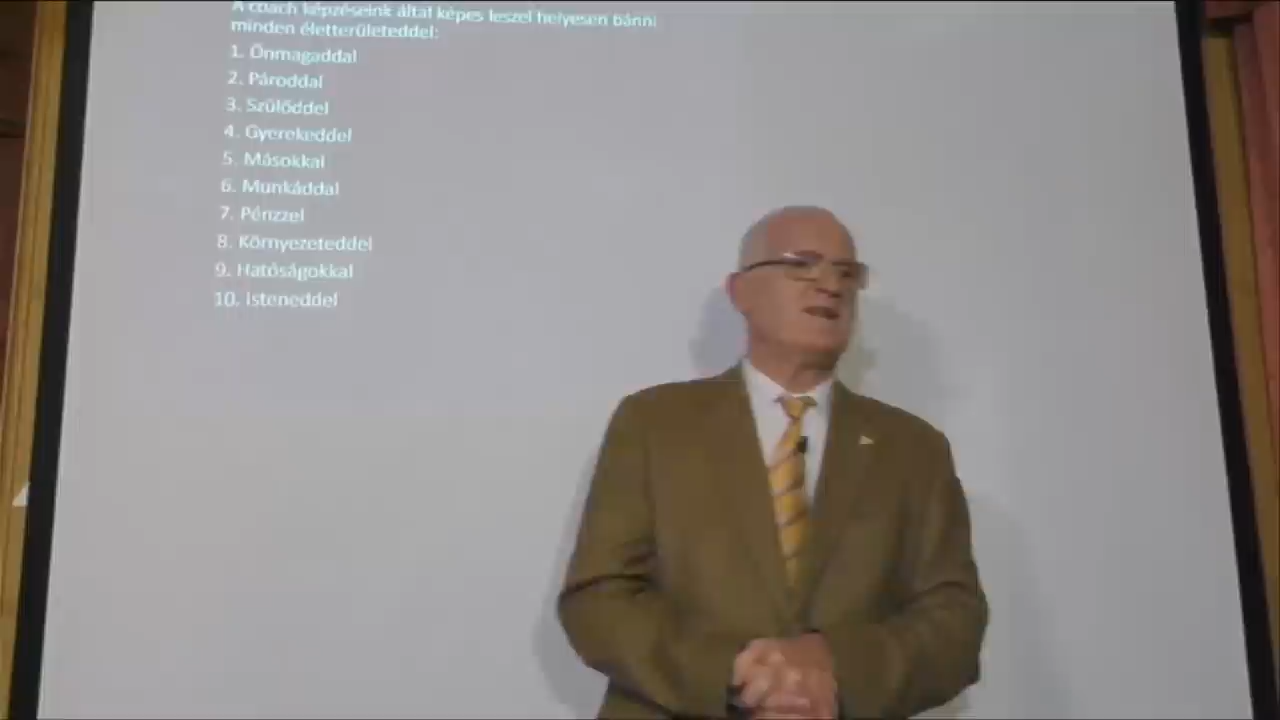 A coach képzéseink által képes leszel helyesen bánni
minden életterületeddel:
1. Önmagaddal
2. Pároddal
3. Szülőddel
4. Gyerekeddel
5. Másokkal
6. Munkáddal
7. Pénzzel
8. Környezeteddel
9. Hatóságokkal
10. Isteneddel